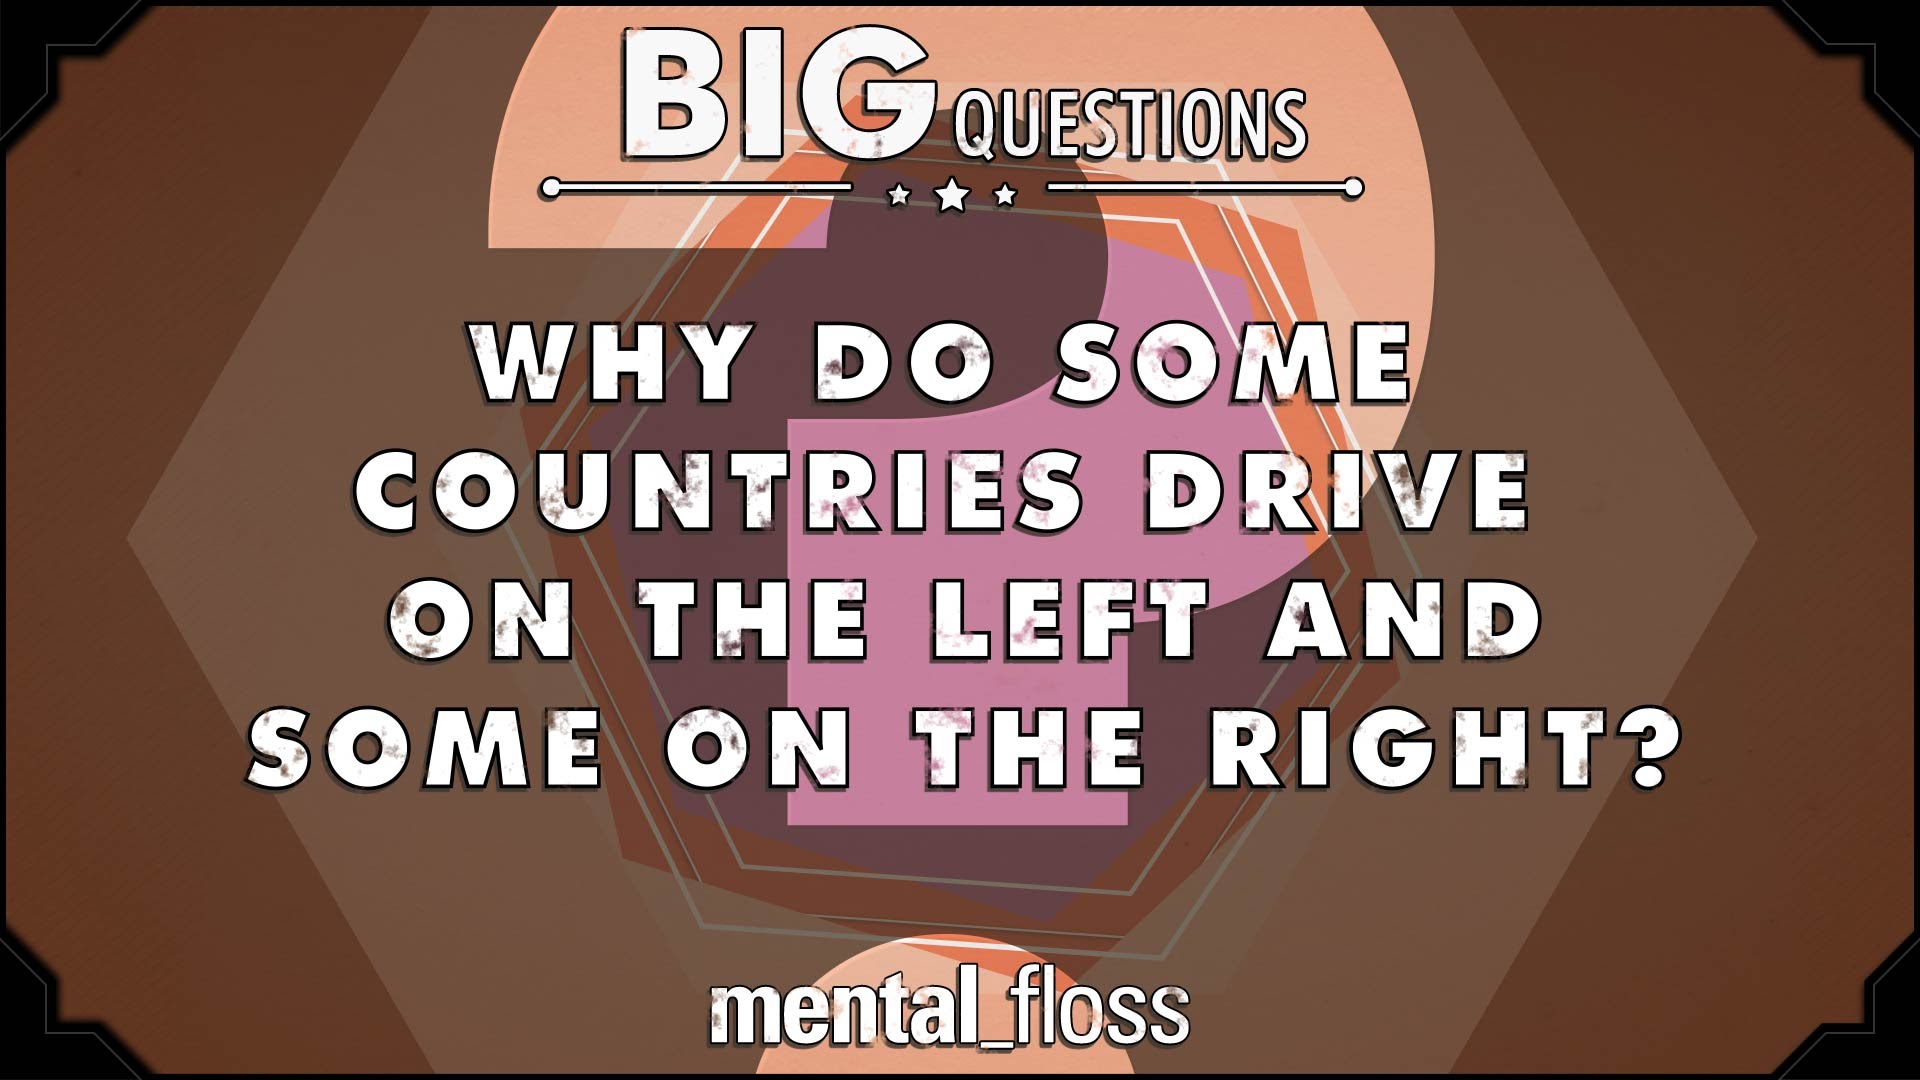 BIG QUESTIONS
WHY DO SOME
COUNTRIES DRIVE
ON THE LEFT AND
SOME ON THE RIGHT?
mental_floss